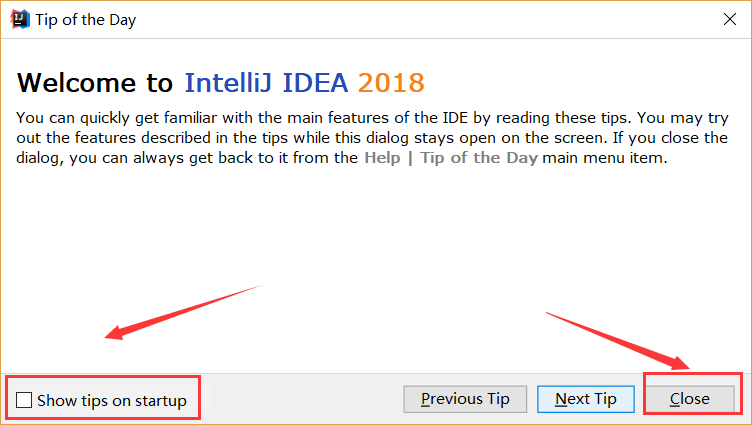 IJ
Tip of the Day
Welcome to IntelliJ IDEA 2018
You can quickly get familiar with the main features of the IDE by reading these tips. You may try
out the features described in the tips while this dialog stays open on the screen. If you close the
dialog, you can always get back to it from the Help | Tip of the Day main menu item.
Show tips on startup
Previous Tip
Next Tip
Close